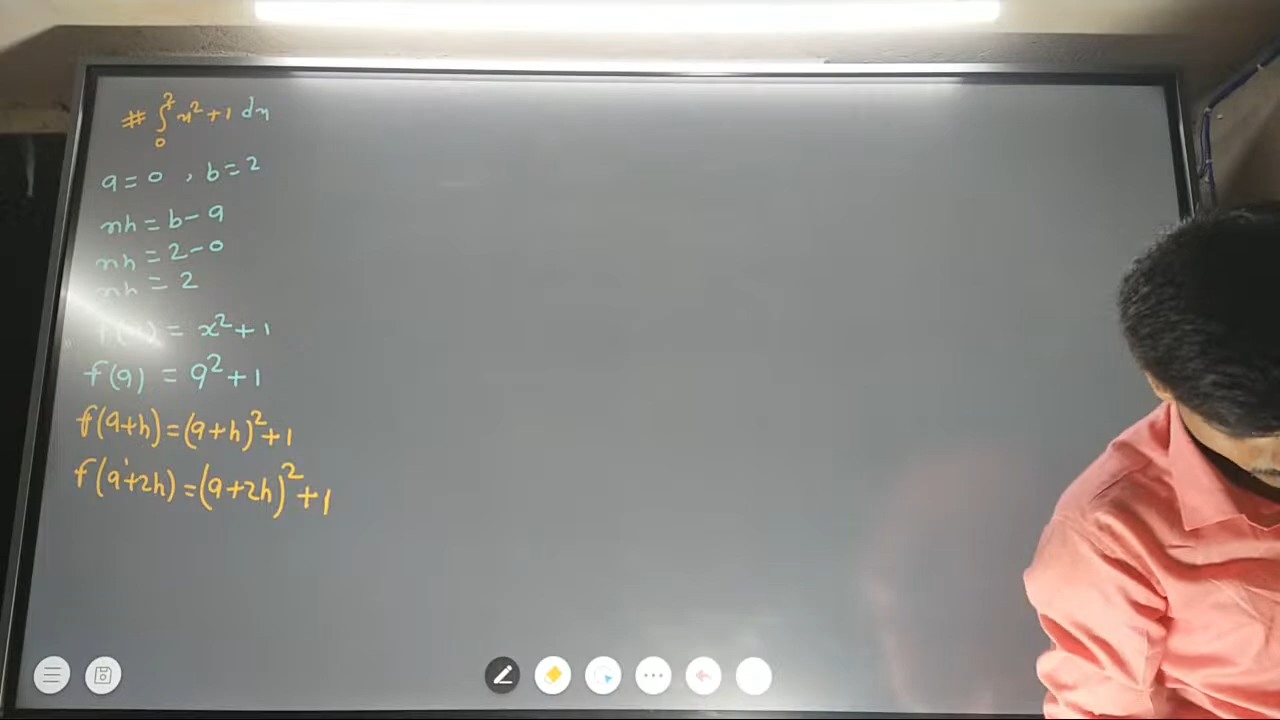 # ∫₀² x² + 1 dx
a = 0 , b = 2
nh = b - a
nh = 2 - 0
nh = 2
f(x) = x² + 1
f(a) = a² + 1
f(a+h) = (a+h)² + 1
f(a+2h) = (a+2h)² + 1